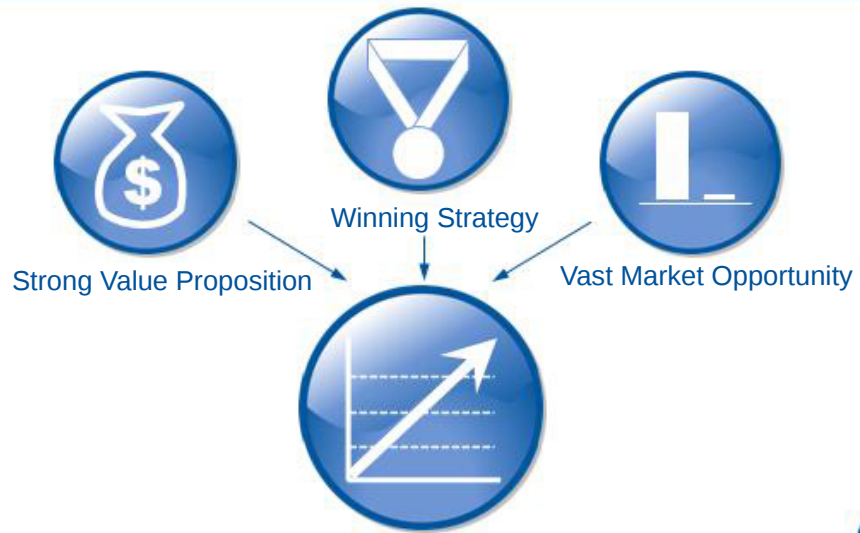 $
Winning Strategy
Strong Value Proposition
Vast Market Opportunity